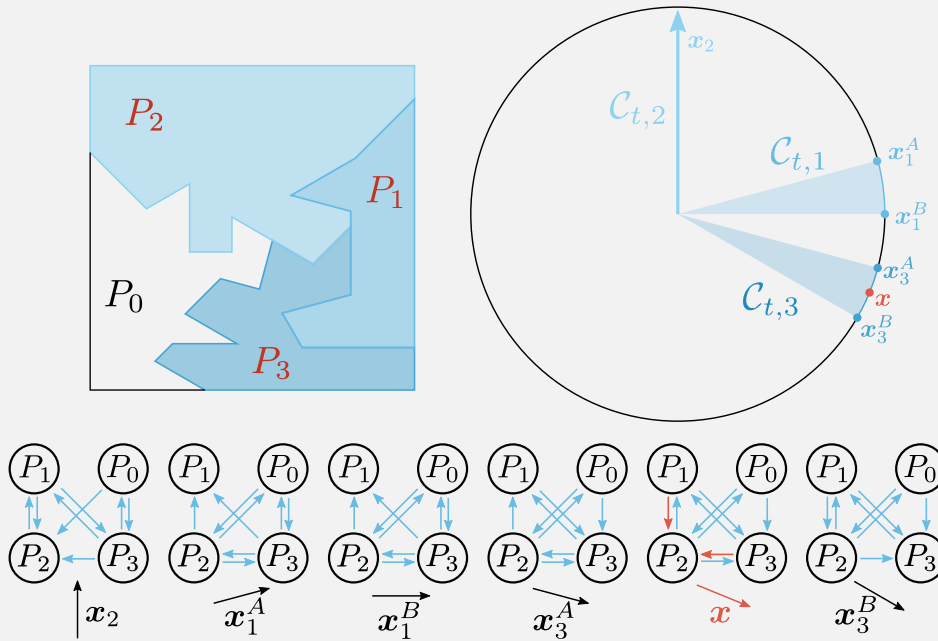 P₂
P₁
P₀
P₃
x₂
𝒞ₜ,₂
𝒞ₜ,₁
x₁ᴬ
x₁ᴮ
x₃ᴬ
x
x₃ᴮ
𝒞ₜ,₃
P₁ P₀ P₁ P₀ P₁ P₀ P₁ P₀ P₁ P₀ P₁ P₀
P₂ P₃ P₂ P₃ P₂ P₃ P₂ P₃ P₂ P₃ P₂ P₃
x₂ x₁ᴬ x₁ᴮ x₃ᴬ x x₃ᴮ